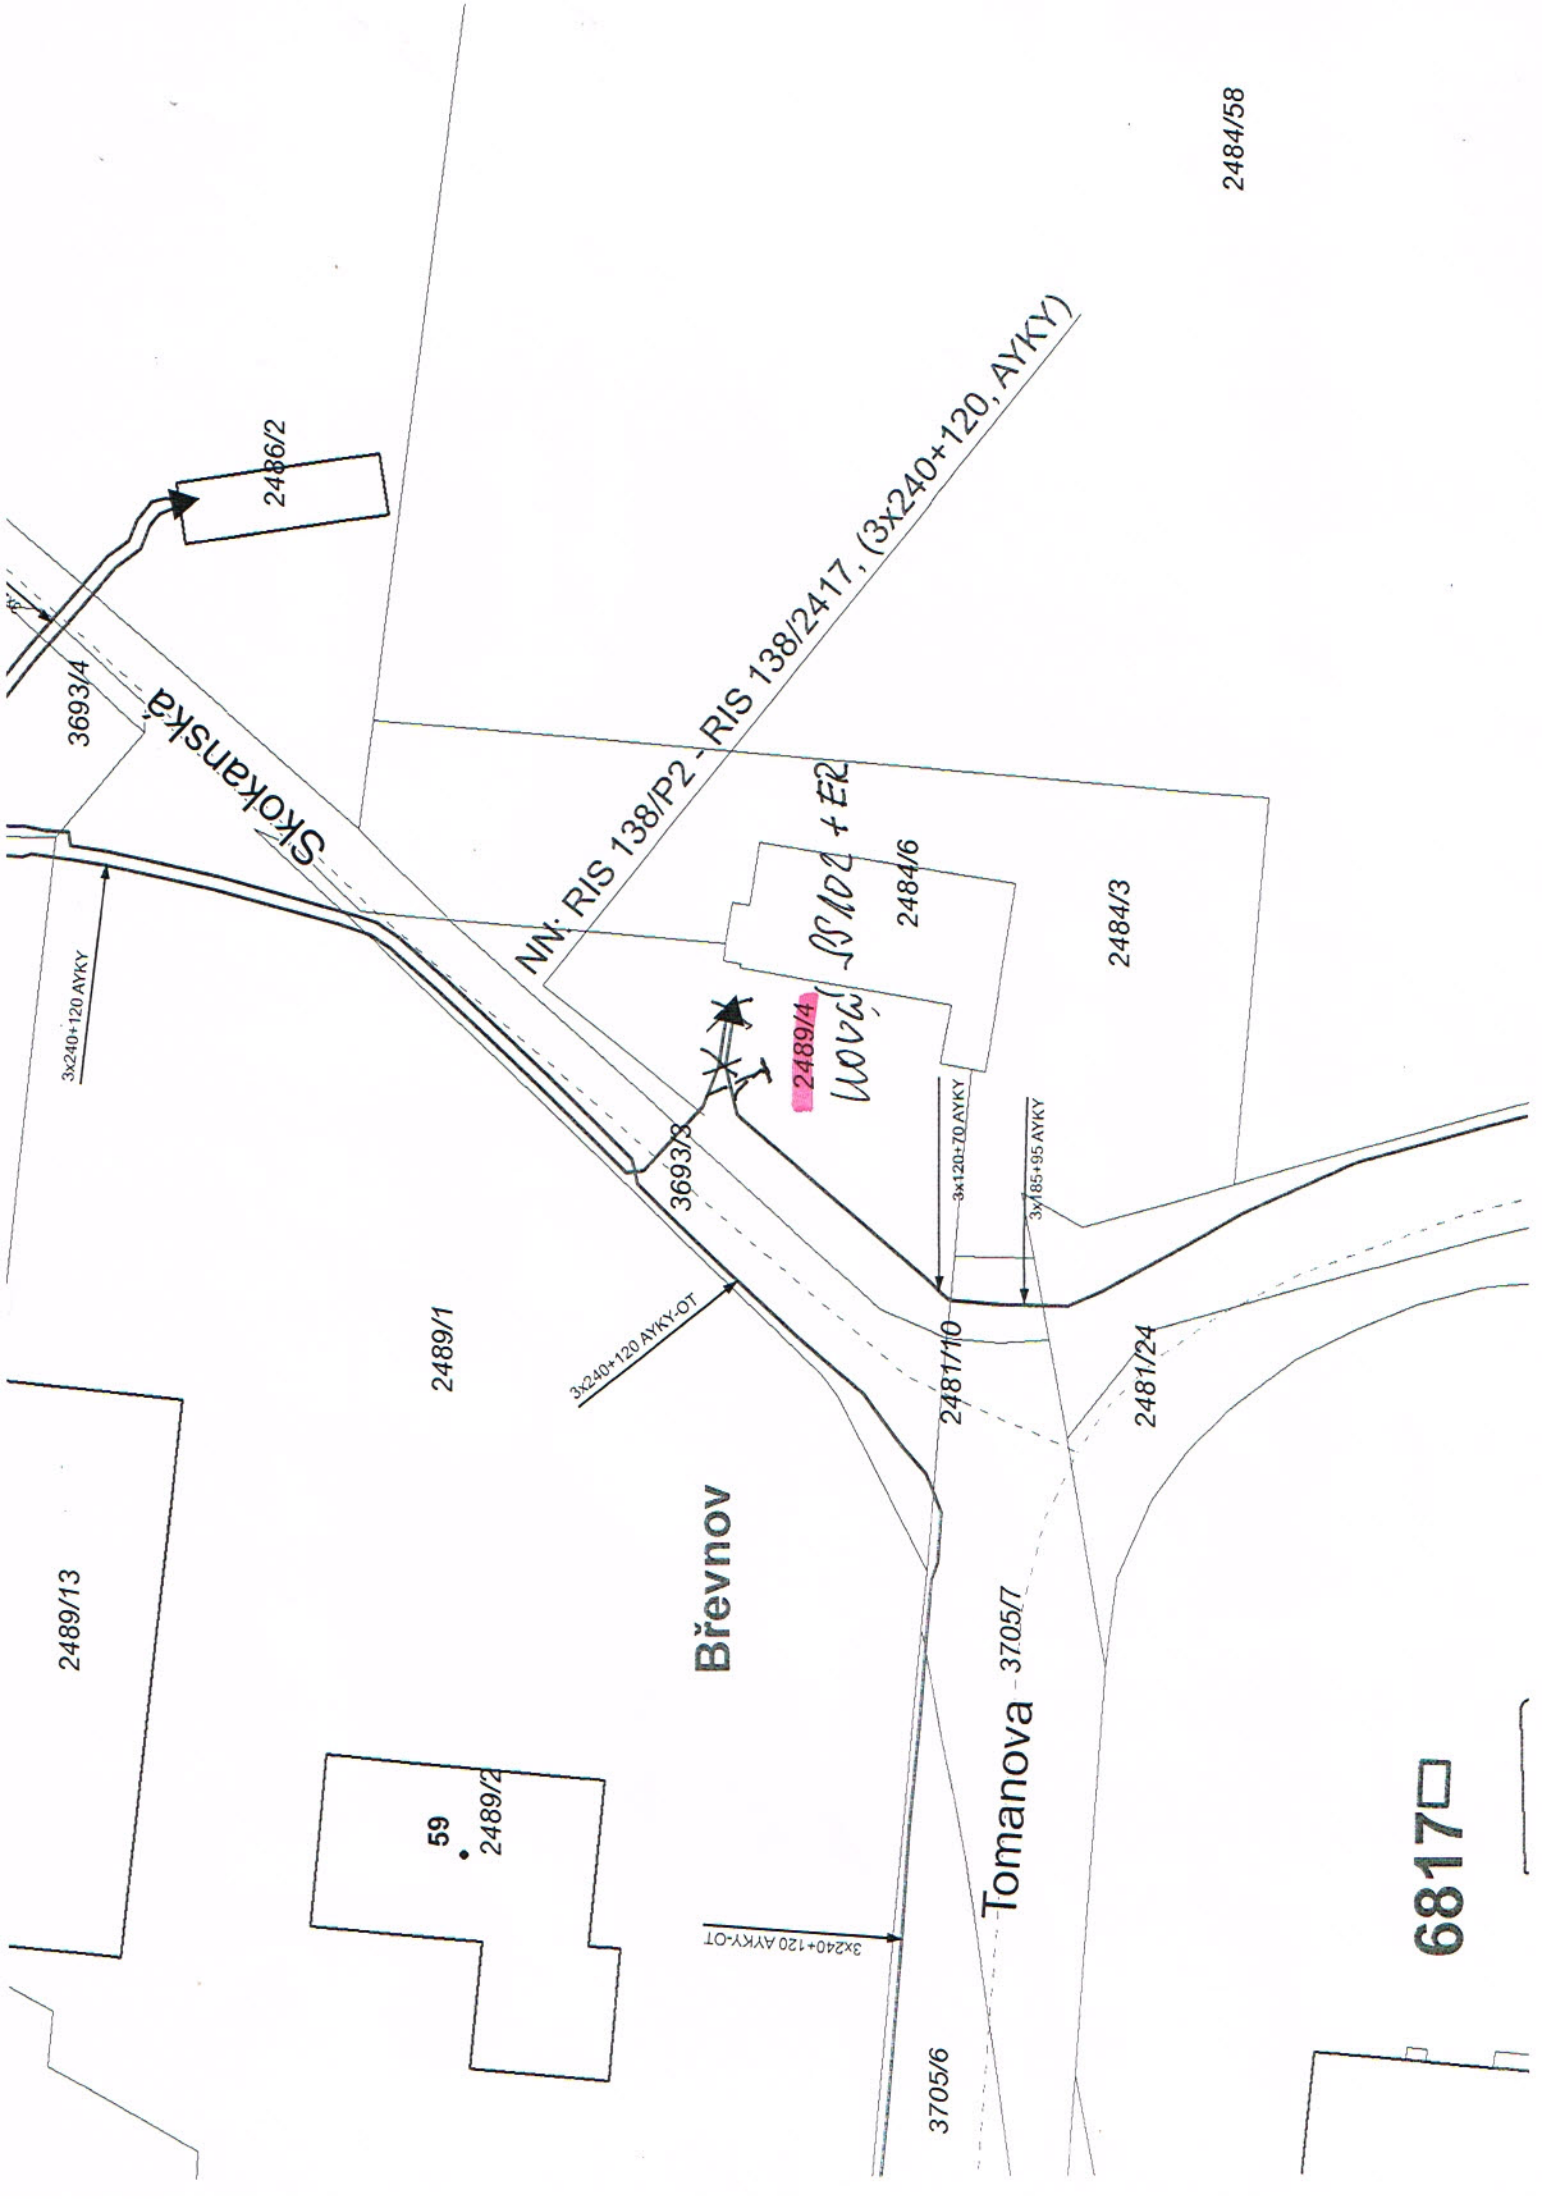 2489/13
59
2489/2
3x240+120 AYKY-OT
3705/6
Tomanova
3705/7
6817
Břevnov
2489/1
3x240+120 AYKY-OT
2481/10
2481/24
3x240+120 AYKY
3693/3
3x120+70 AYKY
3x185+95 AYKY
2489/4
nová SS102 + ER
2484/6
2484/3
NN: RIS 138/P2 - RIS 138/2417, (3x240+120, AYKY)
Skokanská
3693/4
2486/2
2484/58